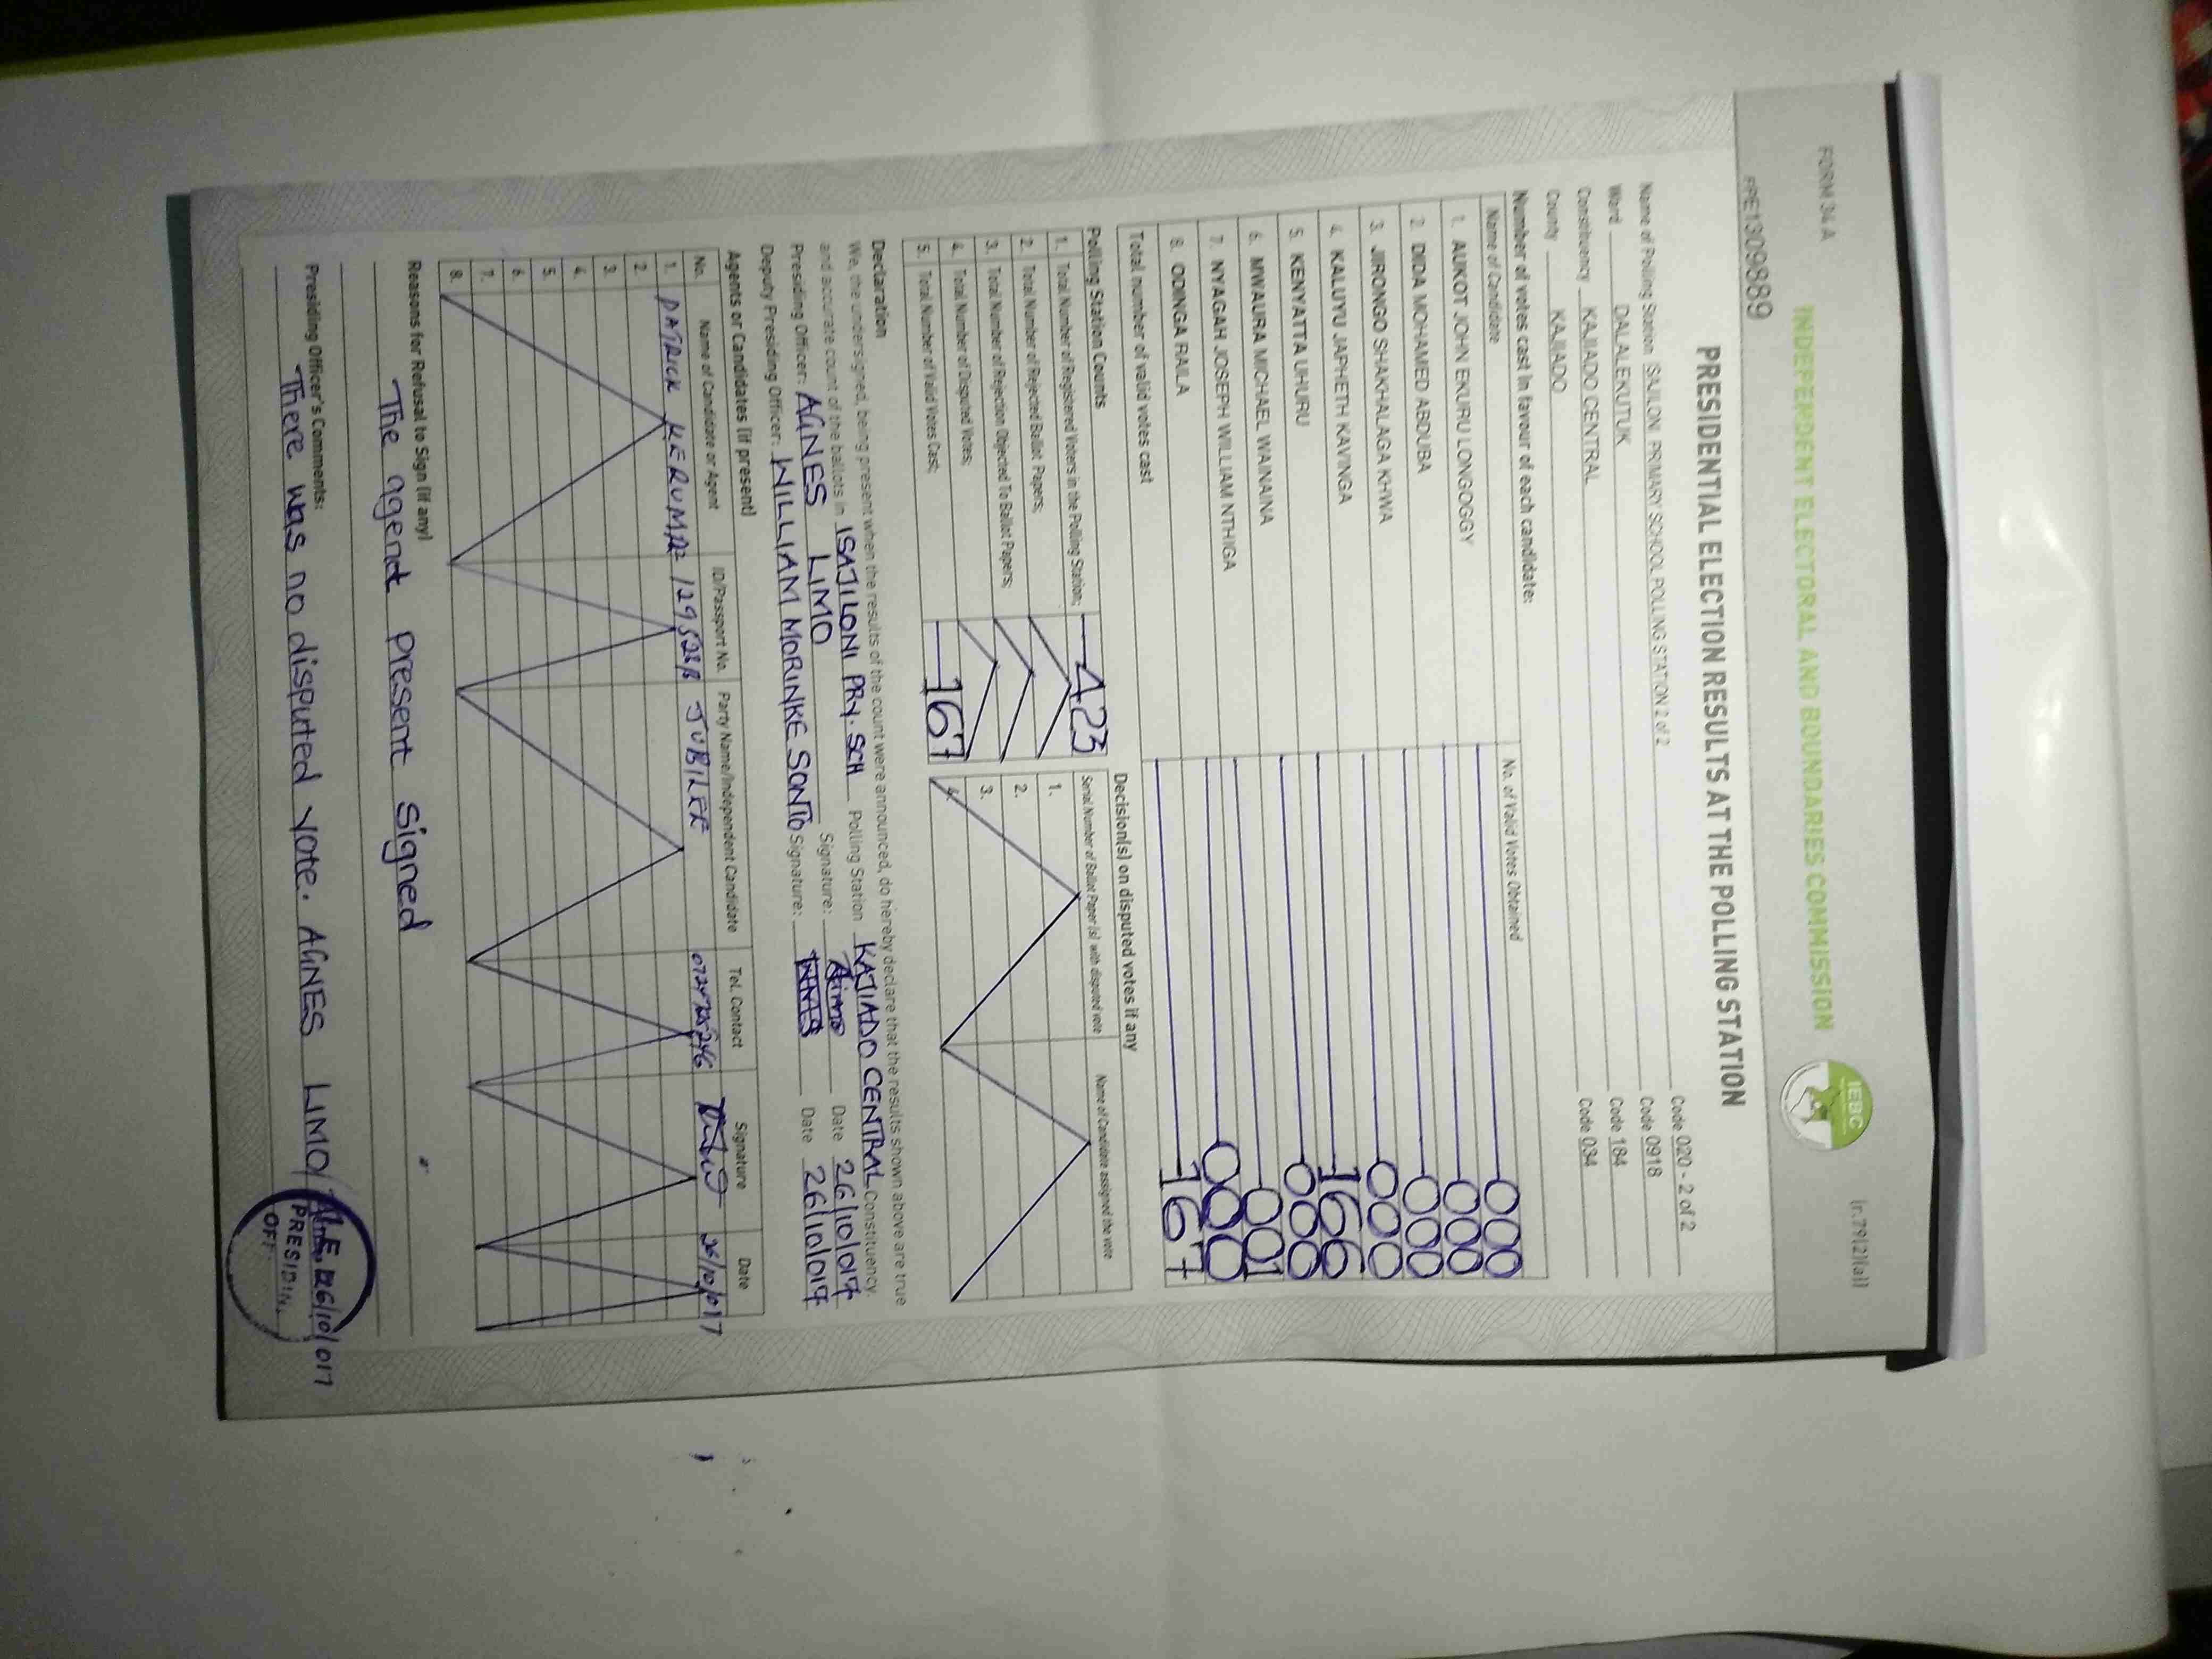 FORM 34 A
(r.79(2)(a))
INDEPENDENT ELECTORAL AND BOUNDARIES COMMISSION
IEBC
PRE1309889
PRESIDENTIAL ELECTION RESULTS AT THE POLLING STATION
Name of Polling Station ISAJILONI PRIMARY SCHOOL POLLING STATION 2 of 2 Code 020 - 2 of 2
Ward DALALEKUTUK Code 0918
Constituency KAJIADO CENTRAL Code 184
County KAJIADO Code 034
Number of votes cast in favour of each candidate:
Name of Candidate No. of Valid Votes Obtained
1. AUKOT JOHN EKURU LONGOGGY 000
2. DIDA MOHAMED ABDUBA 000
3. JIRONGO SHAKHALAGA KHWA 000
4. KALUYU JAPHETH KAVINGA 000
5. KENYATTA UHURU 166
6. MWAURA MICHAEL WAINAINA 000
7. NYAGAH JOSEPH WILLIAM NTHIGA 001
8. ODINGA RAILA 000
Total number of valid votes cast 167
Polling Station Counts
1. Total Number of Registered Voters in the Polling Station; 423
2. Total Number of Rejected Ballot Papers;
3. Total Number of Rejection Objected To Ballot Papers;
4. Total Number of Disputed Votes;
5. Total Number of Valid Votes Cast; 167
Decision(s) on disputed votes if any
Serial Number of Ballot Paper (s) with disputed vote Name of Candidate assigned the vote
1.
2.
3.
4.
Declaration
We, the undersigned, being present when the results of the count were announced, do hereby declare that the results shown above are true
and accurate count of the ballots in ISAJILONI PRY. SCH Polling Station KAJIADO CENTRAL Constituency.
Presiding Officer: AGNES LIMO Signature: Date 26/10/017
Deputy Presiding Officer: WILLIAM MORINKE SONTO Signature: Date 26/10/017
Agents or Candidates (if present)
No. Name of Candidate or Agent ID/Passport No. Party Name/Independent Candidate Tel. Contact Signature Date
1. PATRICK JUBILEE 26/10/017
2.
3.
4.
5.
6.
7.
8.
Reasons for Refusal to Sign (if any)
The agent present signed
Presiding Officer's Comments:
There was no disputed vote. AGNES LIMO 26/10/017